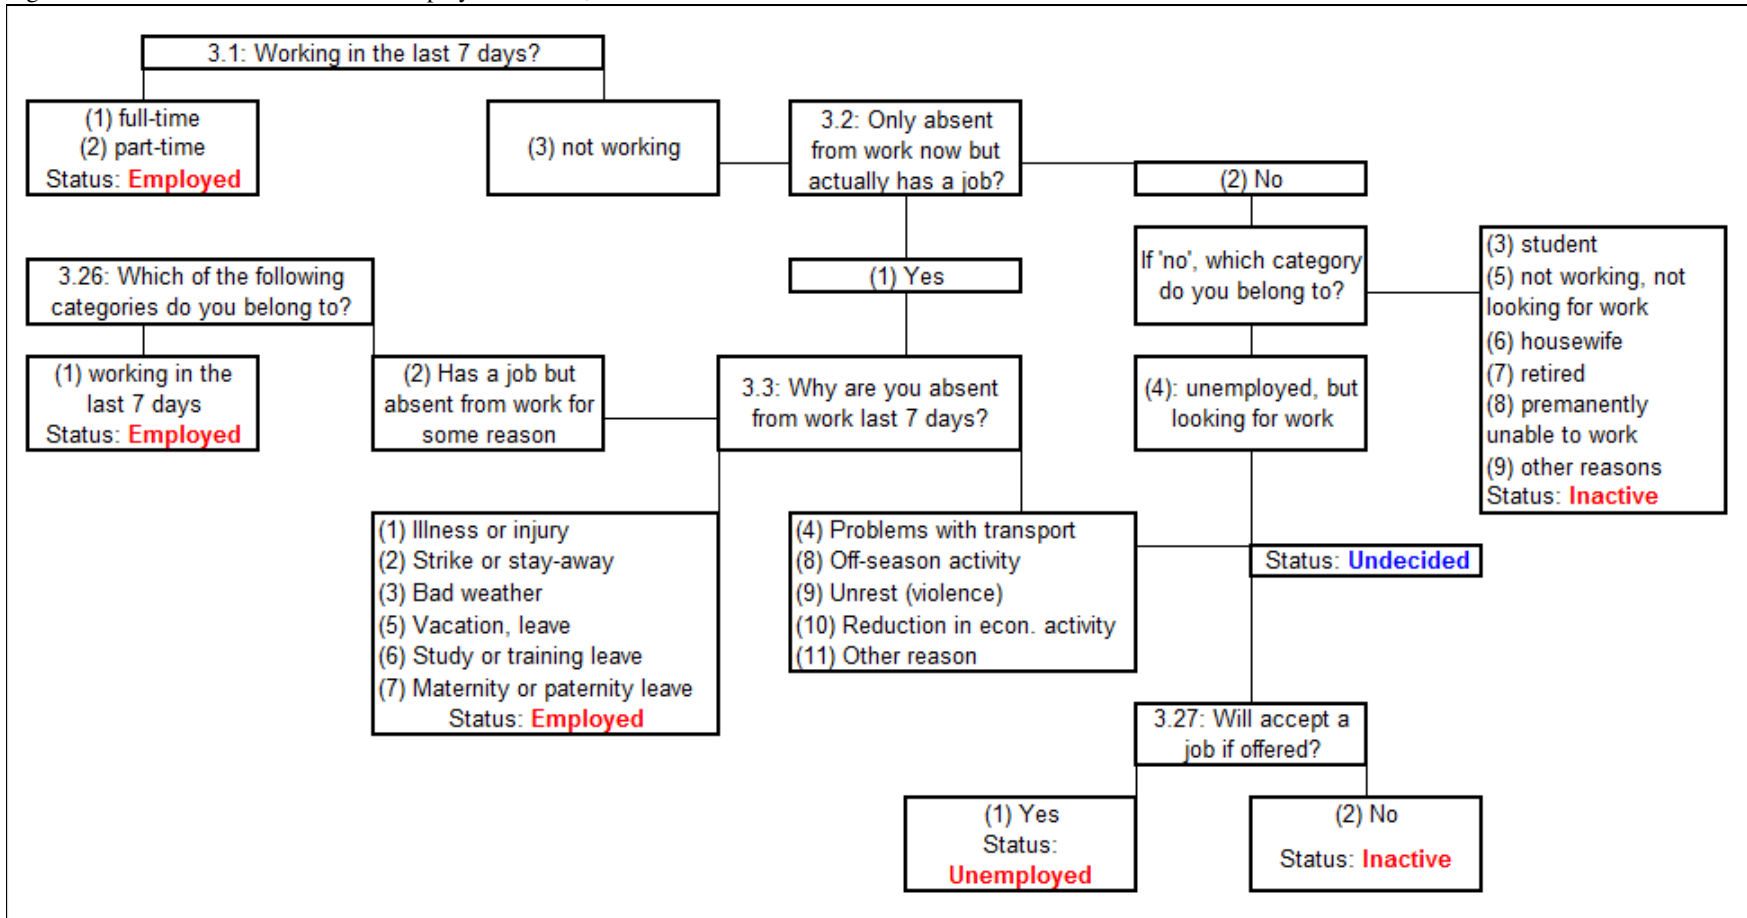 3.1: Working in the last 7 days?
(1) full-time
(2) part-time
Status: Employed
(3) not working
3.2: Only absent
from work now but
actually has a job?
(2) No
(1) Yes
If 'no', which category
do you belong to?
(3) student
(5) not working, not
looking for work
(6) housewife
(7) retired
(8) premanently
unable to work
(9) other reasons
Status: Inactive
3.26: Which of the following
categories do you belong to?
(1) working in the
last 7 days
Status: Employed
(2) Has a job but
absent from work for
some reason
3.3: Why are you absent
from work last 7 days?
(4): unemployed, but
looking for work
(1) Illness or injury
(2) Strike or stay-away
(3) Bad weather
(5) Vacation, leave
(6) Study or training leave
(7) Maternity or paternity leave
Status: Employed
(4) Problems with transport
(8) Off-season activity
(9) Unrest (violence)
(10) Reduction in econ. activity
(11) Other reason
Status: Undecided
3.27: Will accept a
job if offered?
(1) Yes
Status:
Unemployed
(2) No
Status: Inactive